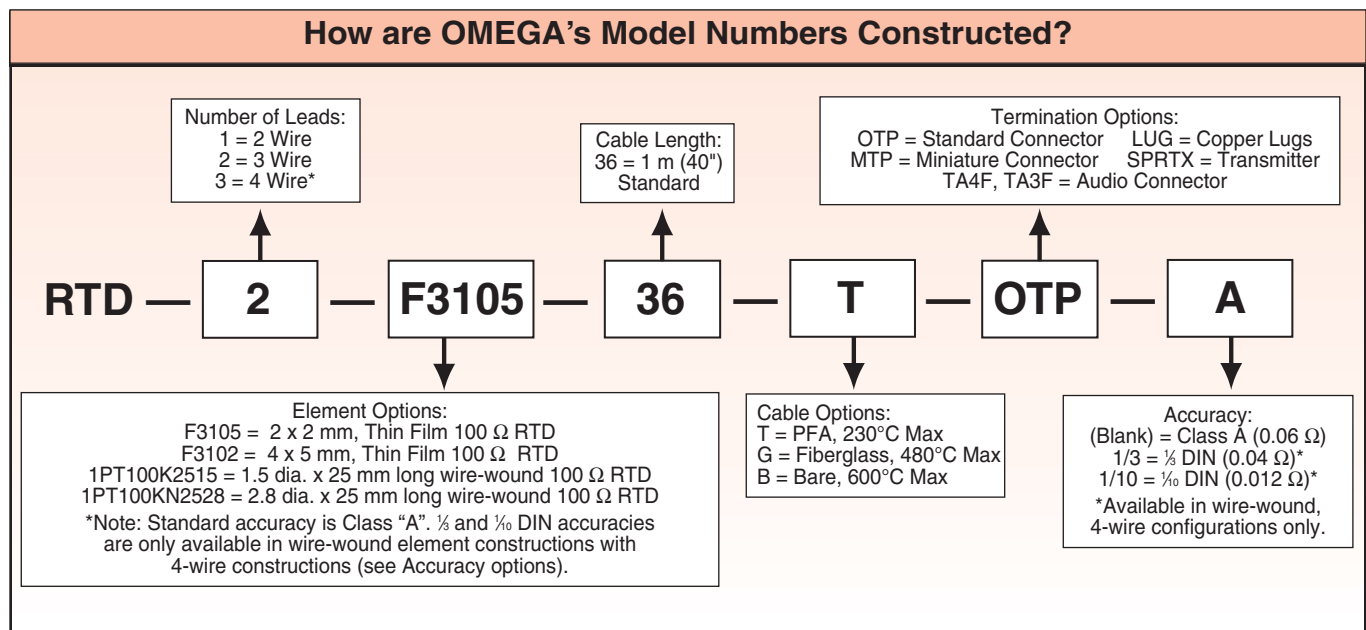 How are OMEGA's Model Numbers Constructed?
Number of Leads:
1 = 2 Wire
2 = 3 Wire
3 = 4 Wire*
Cable Length:
36 = 1 m (40")
Standard
Termination Options:
OTP = Standard Connector LUG = Copper Lugs
MTP = Miniature Connector SPRTX = Transmitter
TA4F, TA3F = Audio Connector
RTD — 2 — F3105 — 36 — T — OTP — A
Element Options:
F3105 = 2 x 2 mm, Thin Film 100 Ω RTD
F3102 = 4 x 5 mm, Thin Film 100 Ω RTD
1PT100K2515 = 1.5 dia. x 25 mm long wire-wound 100 Ω RTD
1PT100KN2528 = 2.8 dia. x 25 mm long wire-wound 100 Ω RTD
*Note: Standard accuracy is Class "A". ⅓ and ⅒ DIN accuracies
are only available in wire-wound element constructions with
4-wire constructions (see Accuracy options).
Cable Options:
T = PFA, 230°C Max
G = Fiberglass, 480°C Max
B = Bare, 600°C Max
Accuracy:
(Blank) = Class A (0.06 Ω)
1/3 = ⅓ DIN (0.04 Ω)*
1/10 = ⅒ DIN (0.012 Ω)*
*Available in wire-wound,
4-wire configurations only.